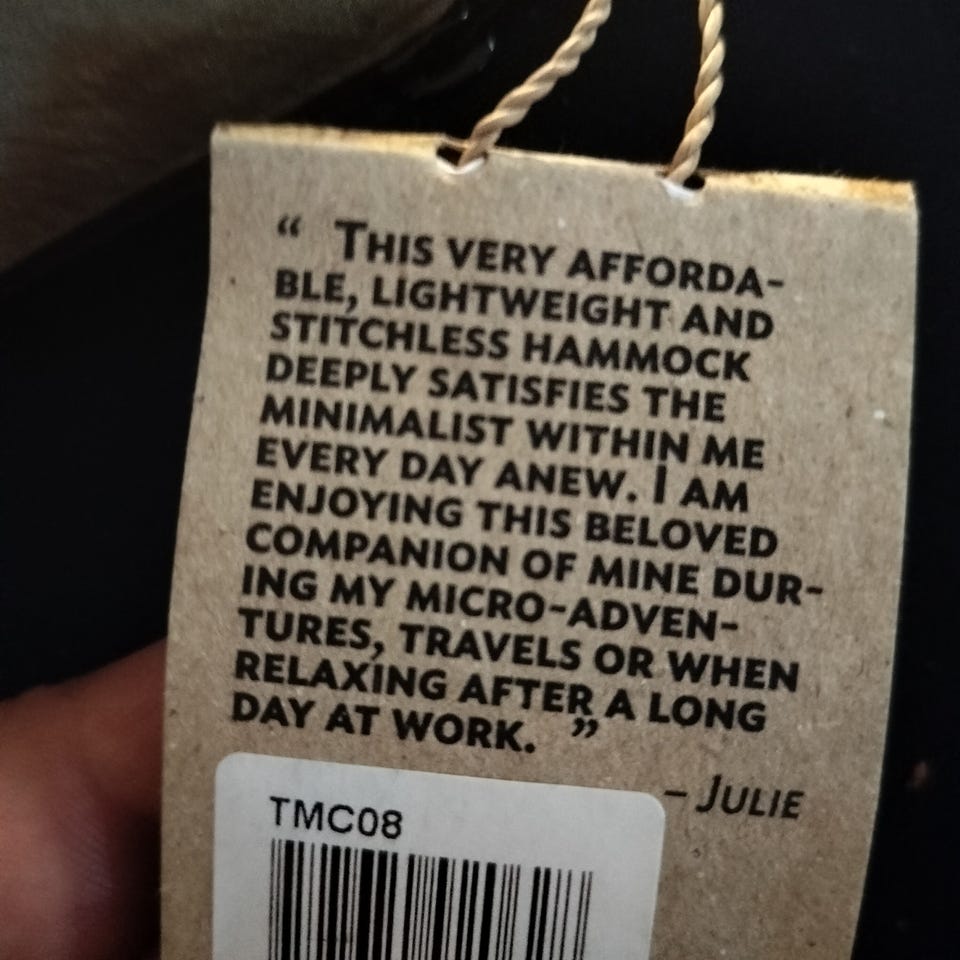 “ This very afforda-
ble, lightweight and
stitchless hammock
deeply satisfies the
minimalist within me
every day anew. I am
enjoying this beloved
companion of mine dur-
ing my micro-adven-
tures, travels or when
relaxing after a long
day at work. ”
– Julie
TMC08